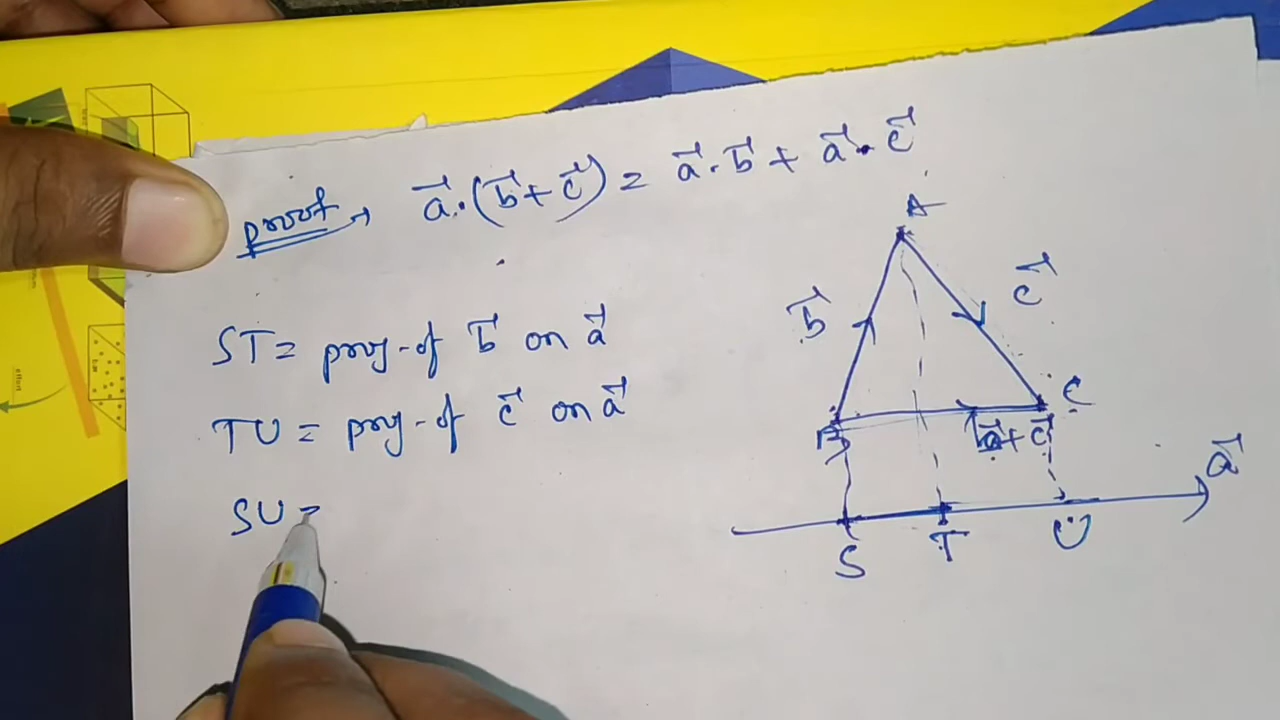 proof → a⃗.(b⃗+c⃗) = a⃗.b⃗ + a⃗.c⃗
A
b⃗
c⃗
ST = proj-of b⃗ on a⃗
TU = proj-of c⃗ on a⃗
B
C
b⃗+c⃗
a⃗
SU =
S
T
U